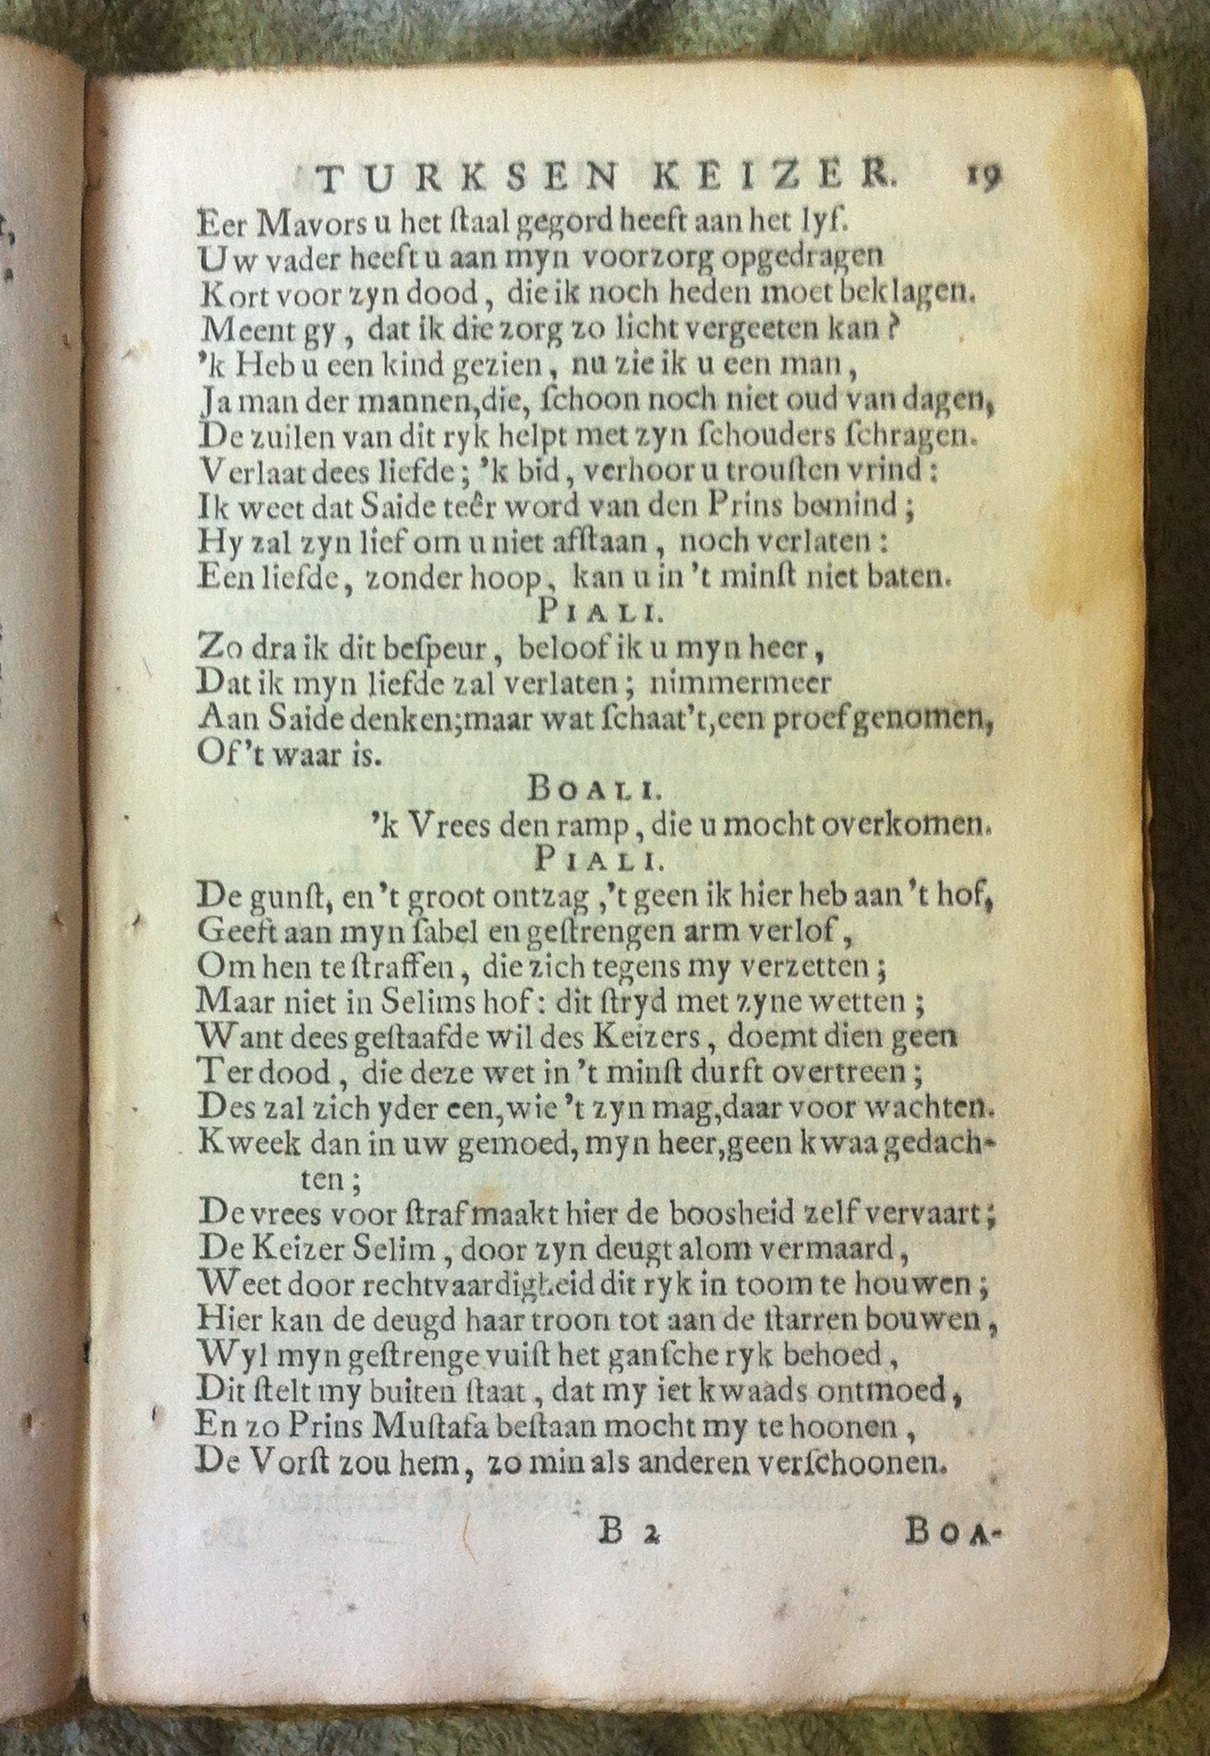 TURKSEN KEIZER. 19
Eer Mavors u het ſtaal gegord heeft aan het lyf.
Uw vader heeft u aan myn voorzorg opgedragen
Kort voor zyn dood, die ik noch heden moet beklagen.
Meent gy, dat ik die zorg zo licht vergeeten kan?
'k Heb u een kind gezien, nu zie ik u een man,
Ja man der mannen, die, ſchoon noch niet oud van dagen,
De zuilen van dit ryk helpt met zyn ſchouders ſchragen.
Verlaat dees liefde; 'k bid, verhoor u trouſten vrind:
Ik weet dat Saide teêr word van den Prins bemind;
Hy zal zyn lief om u niet afſtaan, noch verlaten:
Een liefde, zonder hoop, kan u in 't minſt niet baten.
PIALI.
Zo dra ik dit beſpeur, beloof ik u myn heer,
Dat ik myn liefde zal verlaten; nimmermeer
Aan Saide denken; maar wat ſchaat't, een proef genomen,
Of 't waar is.
BOALI.
'k Vrees den ramp, die u mocht overkomen.
PIALI.
De gunſt, en 't groot ontzag, 't geen ik hier heb aan 't hof,
Geeft aan myn ſabel en geſtrengen arm verlof,
Om hen te ſtraffen, die zich tegens my verzetten;
Maar niet in Selims hof: dit ſtryd met zyne wetten;
Want dees geſtaafde wil des Keizers, doemt dien geen
Ter dood, die deze wet in 't minſt durft overtreen;
Des zal zich yder een, wie 't zyn mag, daar voor wachten.
Kweek dan in uw gemoed, myn heer, geen kwaa gedach-
ten;
De vrees voor ſtraf maakt hier de boosheid zelf vervaart;
De Keizer Selim, door zyn deugt alom vermaard,
Weet door rechtvaardigheid dit ryk in toom te houwen;
Hier kan de deugd haar troon tot aan de ſtarren bouwen,
Wyl myn geſtrenge vuiſt het ganſche ryk behoed,
Dit ſtelt my buiten ſtaat, dat my iet kwaads ontmoed,
En zo Prins Muſtafa beſtaan mocht my te hoonen,
De Vorſt zou hem, zo min als anderen verſchoonen.
B 2 BOA-